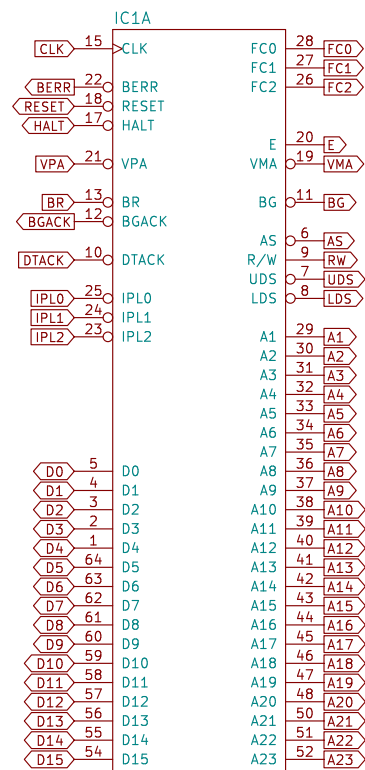 IC1A
CLK 15 CLK FC0 28 FC0
FC1 27 FC1
BERR 22 BERR FC2 26 FC2
RESET 18 RESET
HALT 17 HALT
E 20 E
VPA 21 VPA VMA 19 VMA
BR 13 BR BG 11 BG
BGACK 12 BGACK
AS 6 AS
DTACK 10 DTACK R/W 9 RW
UDS 7 UDS
IPL0 25 IPL0 LDS 8 LDS
IPL1 24 IPL1
IPL2 23 IPL2 A1 29 A1
A2 30 A2
A3 31 A3
A4 32 A4
A5 33 A5
A6 34 A6
A7 35 A7
D0 5 D0 A8 36 A8
D1 4 D1 A9 37 A9
D2 3 D2 A10 38 A10
D3 2 D3 A11 39 A11
D4 1 D4 A12 40 A12
D5 64 D5 A13 41 A13
D6 63 D6 A14 42 A14
D7 62 D7 A15 43 A15
D8 61 D8 A16 44 A16
D9 60 D9 A17 45 A17
D10 59 D10 A18 46 A18
D11 58 D11 A19 47 A19
D12 57 D12 A20 48 A20
D13 56 D13 A21 50 A21
D14 55 D14 A22 51 A22
D15 54 D15 A23 52 A23